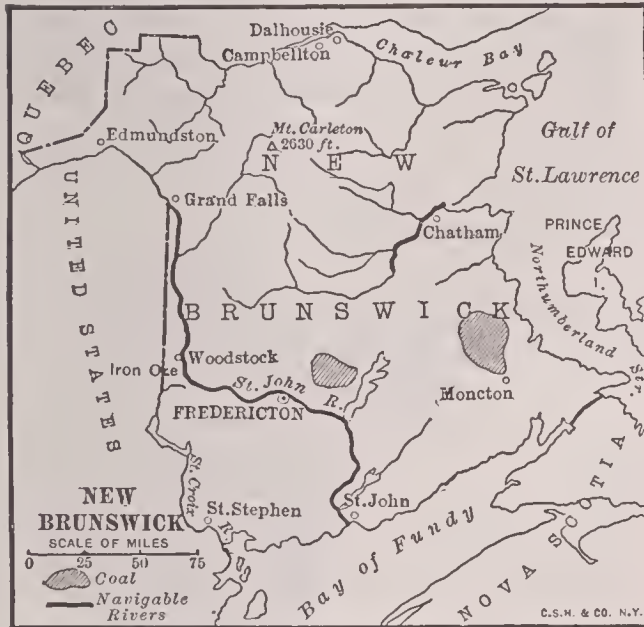 Dalhousie
Campbellton
Chaleur Bay
QUEBEC
Edmundston
Mt. Carleton
2630 ft.
Gulf of
St. Lawrence
NEW
UNITED STATES
Grand Falls
Chatham
PRINCE
EDWARD
I.
Northumberland Str.
BRUNSWICK
Woodstock
Iron Ore
St. John R.
FREDERICTON
Moncton
St. Croix R.
St. Stephen
St. John
Bay of Fundy
NOVA SCOTIA
NEW
BRUNSWICK
SCALE OF MILES
0 25 50 75
Coal
Navigable
Rivers
C.S.H. & CO. N.Y.